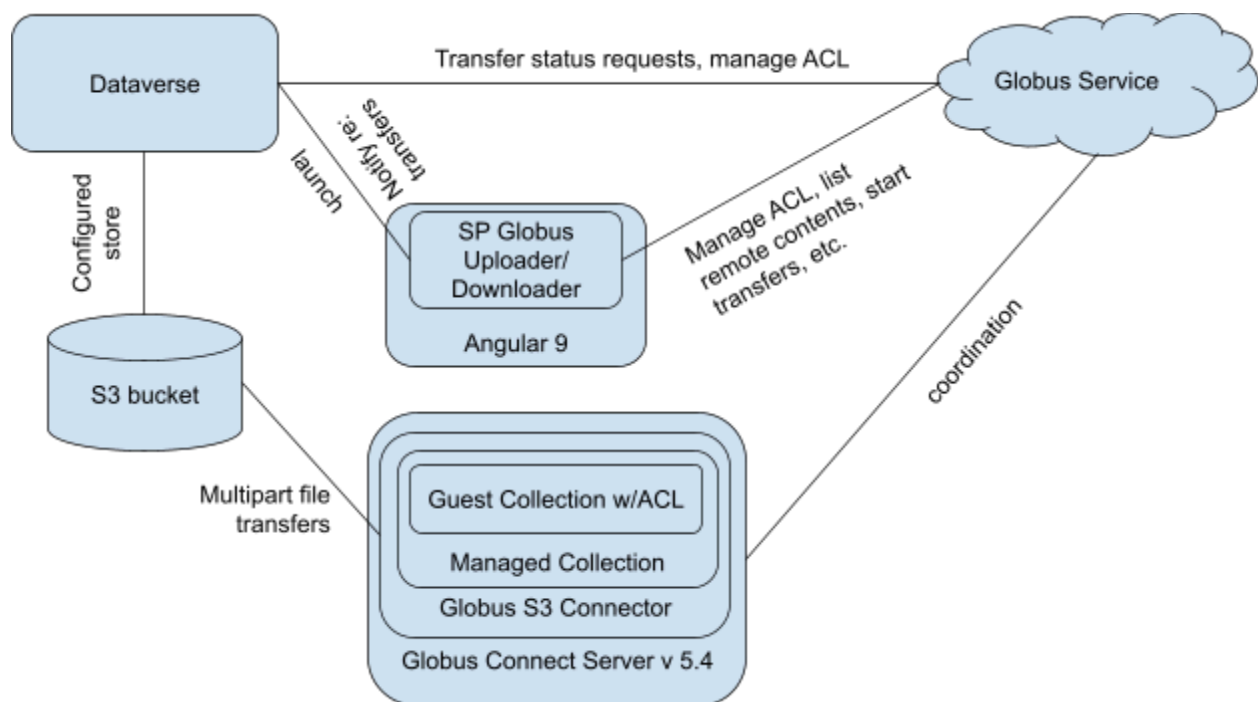 Dataverse
Transfer status requests, manage ACL
Globus Service
Notify re:
transfers
launch
Configured
store
SP Globus
Uploader/
Downloader
Angular 9
Manage ACL, list
remote contents, start
transfers, etc.
S3 bucket
coordination
Multipart file
transfers
Guest Collection w/ACL
Managed Collection
Globus S3 Connector
Globus Connect Server v 5.4